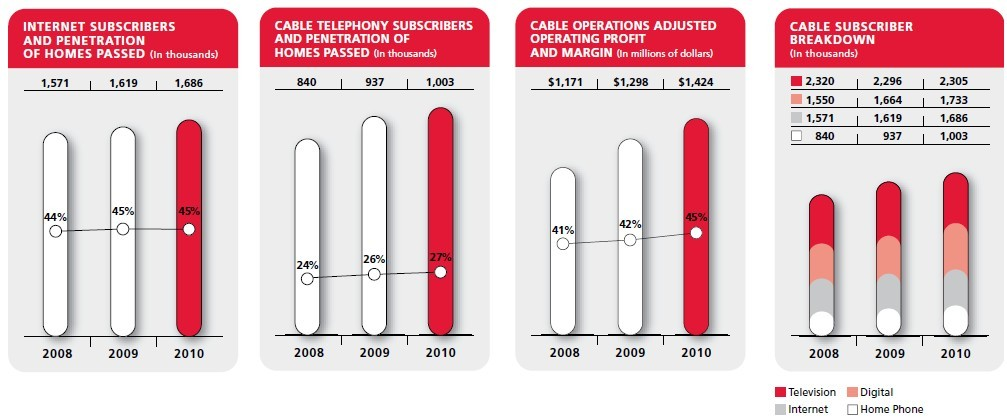 INTERNET SUBSCRIBERS
AND PENETRATION
OF HOMES PASSED (In thousands)
1,571 1,619 1,686
44% 45% 45%
2008 2009 2010
CABLE TELEPHONY SUBSCRIBERS
AND PENETRATION OF
HOMES PASSED (In thousands)
840 937 1,003
24% 26% 27%
2008 2009 2010
CABLE OPERATIONS ADJUSTED
OPERATING PROFIT
AND MARGIN (In millions of dollars)
$1,171 $1,298 $1,424
41% 42% 45%
2008 2009 2010
CABLE SUBSCRIBER
BREAKDOWN
(In thousands)
2,320 2,296 2,305
1,550 1,664 1,733
1,571 1,619 1,686
840 937 1,003
2008 2009 2010
Television Digital
Internet Home Phone